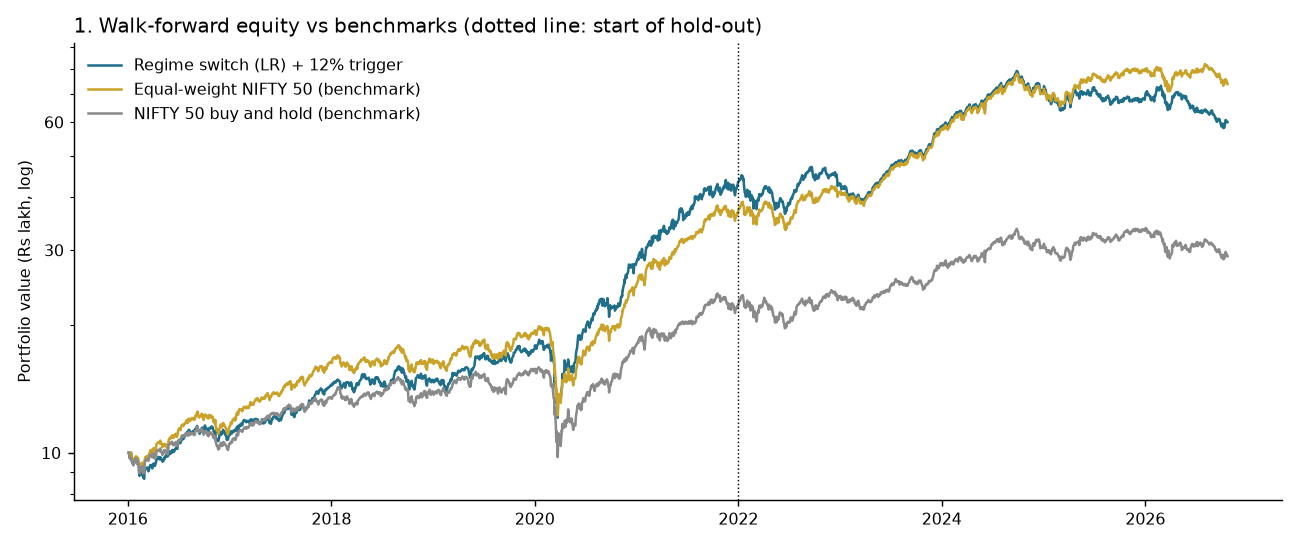 1. Walk-forward equity vs benchmarks (dotted line: start of hold-out)
Regime switch (LR) + 12% trigger
Equal-weight NIFTY 50 (benchmark)
NIFTY 50 buy and hold (benchmark)
Portfolio value (Rs lakh, log)
60
30
10
2016 2018 2020 2022 2024 2026